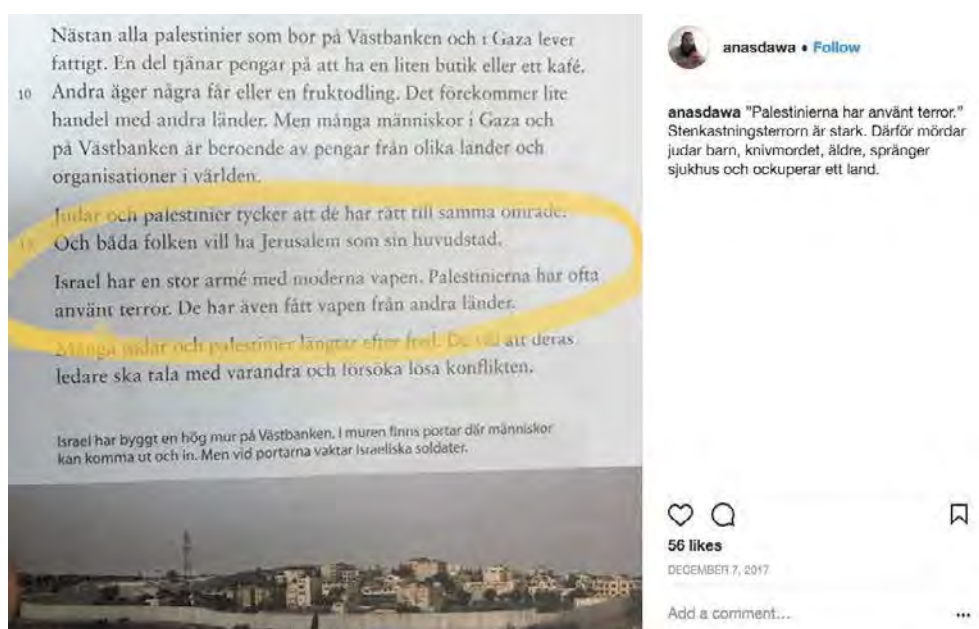 Nästan alla palestinier som bor på Västbanken och i Gaza lever
fattigt. En del tjänar pengar på att ha en liten butik eller ett kafé.
10 Andra äger några får eller en fruktodling. Det förekommer lite
handel med andra länder. Men många människor i Gaza och
på Västbanken är beroende av pengar från olika länder och
organisationer i världen.
Judar och palestinier tycker att de har rätt till samma område.
15 Och båda folken vill ha Jerusalem som sin huvudstad.
Israel har en stor armé med moderna vapen. Palestinierna har ofta
använt terror. De har även fått vapen från andra länder.
Många judar och palestinier längtar efter fred. De vill att deras
ledare ska tala med varandra och försöka lösa konflikten.
Israel har byggt en hög mur på Västbanken. I muren finns portar där människor
kan komma ut och in. Men vid portarna vaktar israeliska soldater.
anasdawa • Follow
anasdawa "Palestinierna har använt terror."
Stenkastningsterrorn är stark. Därför mördar
judar barn, knivmordet, äldre, spränger
sjukhus och ockuperar ett land.
56 likes
DECEMBER 7, 2017
Add a comment...